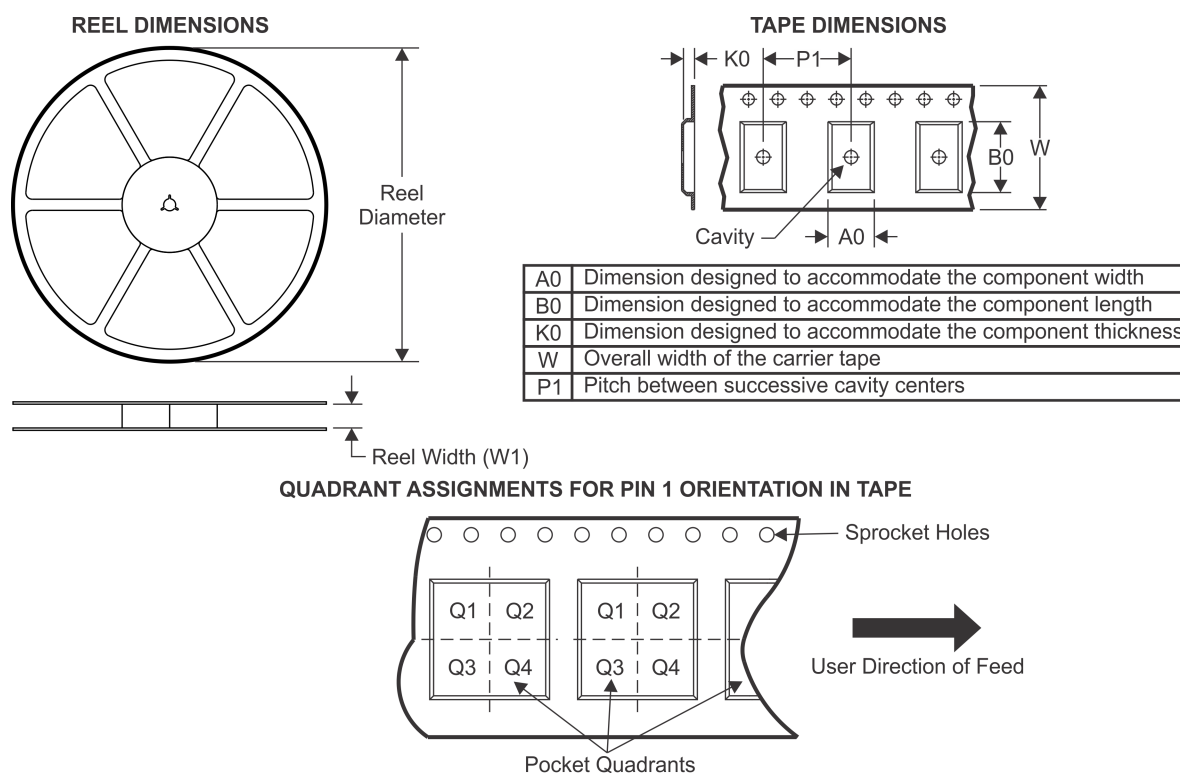 REEL DIMENSIONS
Reel
Diameter
Reel Width (W1)
TAPE DIMENSIONS
K0
P1
B0
W
Cavity
A0
A0 Dimension designed to accommodate the component width
B0 Dimension designed to accommodate the component length
K0 Dimension designed to accommodate the component thickness
W Overall width of the carrier tape
P1 Pitch between successive cavity centers
QUADRANT ASSIGNMENTS FOR PIN 1 ORIENTATION IN TAPE
Sprocket Holes
Q1 Q2 Q1 Q2
Q3 Q4 Q3 Q4
User Direction of Feed
Pocket Quadrants